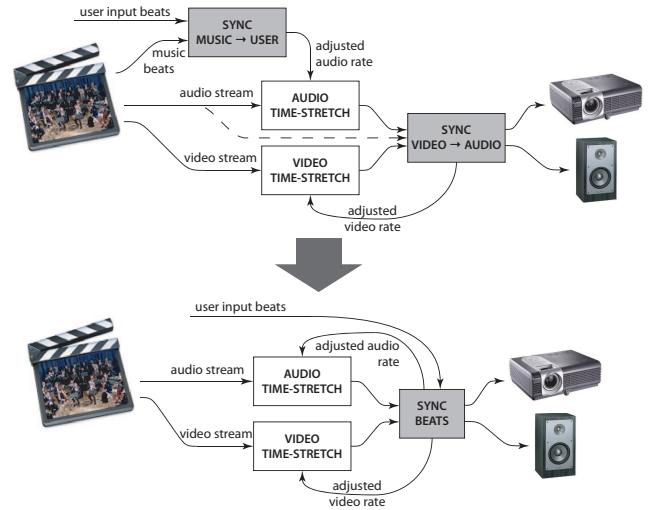 user input beats
SYNC
MUSIC → USER
music
beats
adjusted
audio rate
audio stream
AUDIO
TIME-STRETCH
SYNC
VIDEO → AUDIO
video stream
VIDEO
TIME-STRETCH
adjusted
video rate
user input beats
adjusted audio
rate
audio stream
AUDIO
TIME-STRETCH
SYNC
BEATS
video stream
VIDEO
TIME-STRETCH
adjusted
video rate